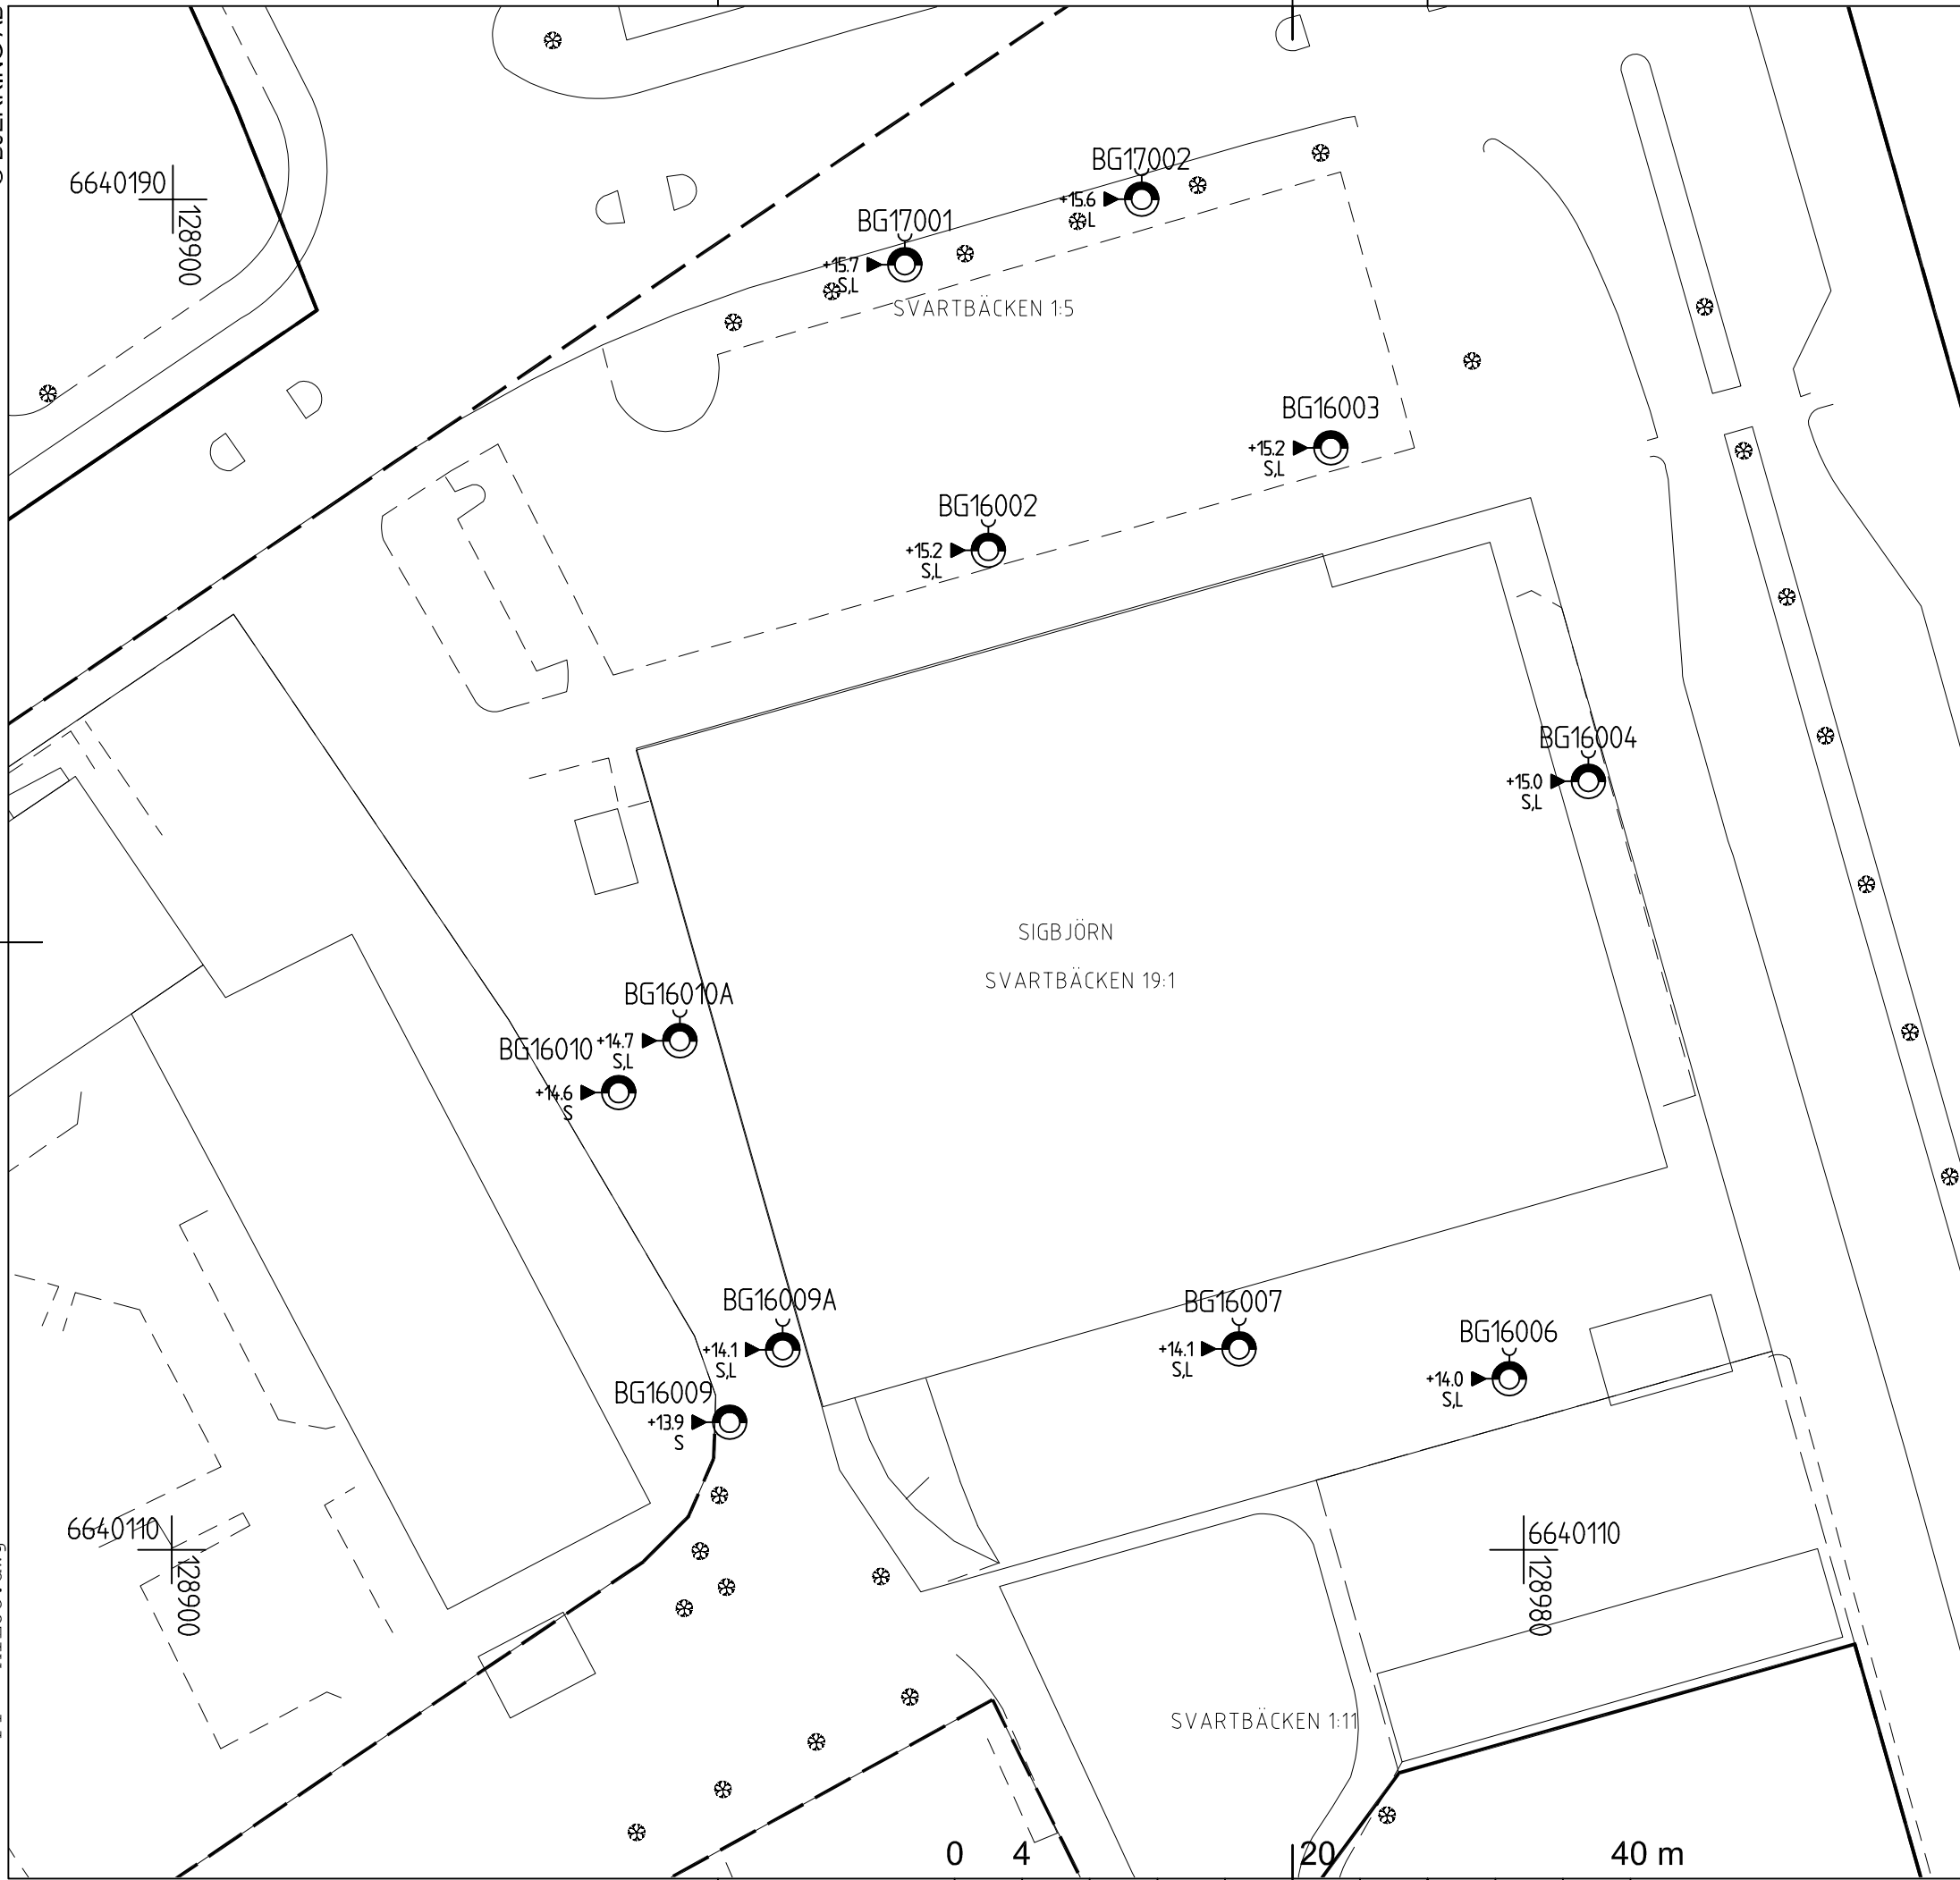 BG17002
6640190
+15.6
L
128900
BG17001
+15.7
S,L
SVARTBÄCKEN 1:5
BG16003
+15.2
S,L
BG16002
+15.2
S,L
BG16004
+15.0
S,L
SIGBJÖRN
SVARTBÄCKEN 19:1
BG16010A
+14.7
S,L
BG16010
+14.6
S
BG16009A
+14.1
S,L
BG16007
+14.1
S,L
BG16006
+14.0
S,L
BG16009
+13.9
S
6640110
128900
6640110
128980
SVARTBÄCKEN 1:11
0 4 20 40 m